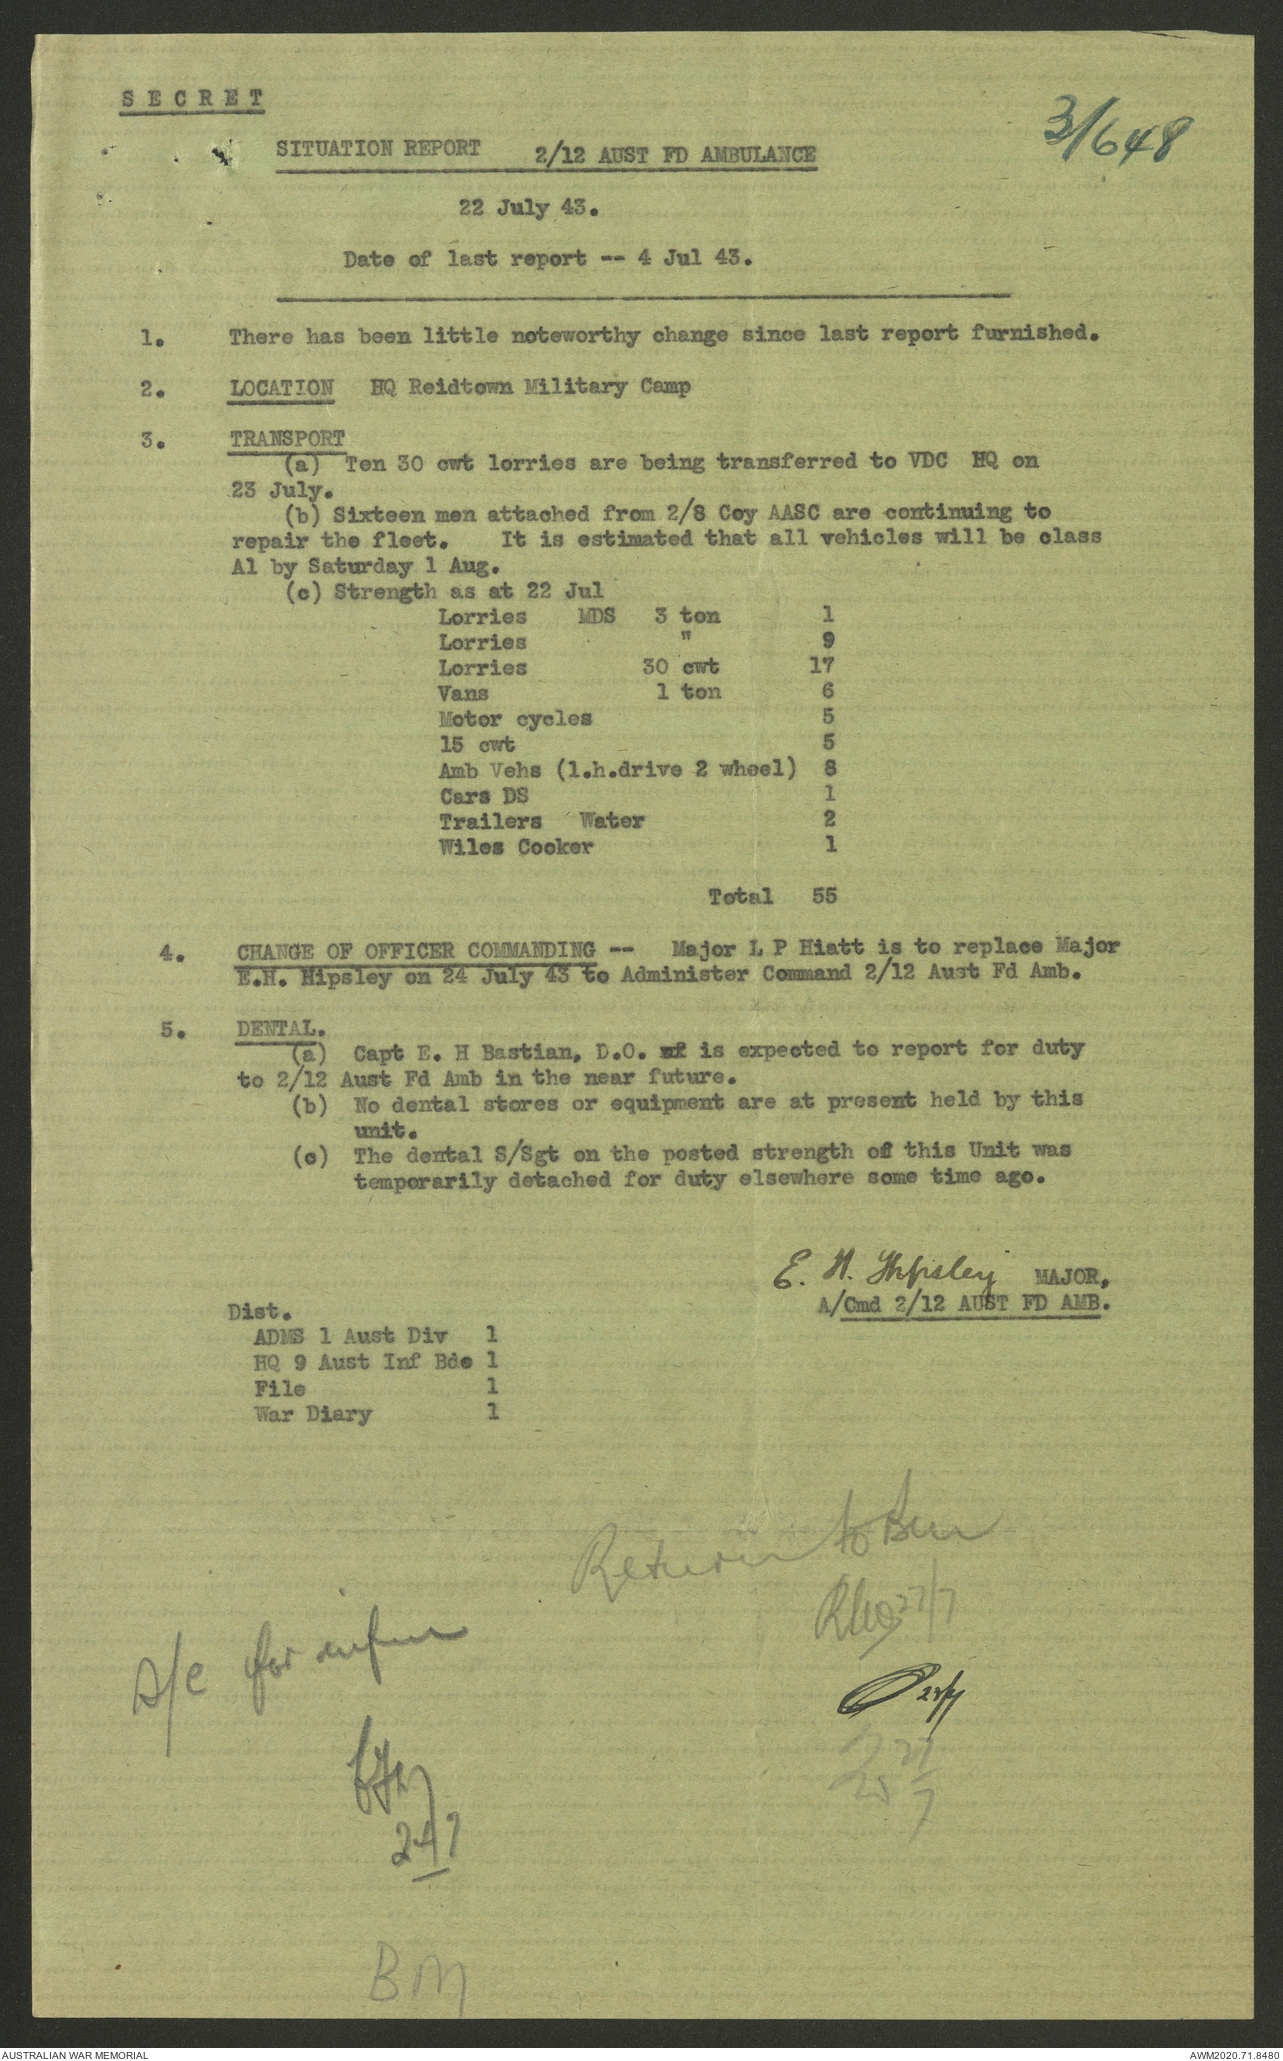 S E C R E T
3/648
SITUATION REPORT 2/12 AUST FD AMBULANCE
22 July 43.
Date of last report -- 4 Jul 43.
1. There has been little noteworthy change since last report furnished.
2. LOCATION HQ Reidtown Military Camp
3. TRANSPORT
(a) Ten 30 cwt lorries are being transferred to VDC HQ on
23 July.
(b) Sixteen men attached from 2/8 Coy AASC are continuing to
repair the fleet. It is estimated that all vehicles will be class
A1 by Saturday 1 Aug.
(c) Strength as at 22 Jul
Lorries MDS 3 ton 1
Lorries " 9
Lorries 30 cwt 17
Vans 1 ton 6
Motor cycles 5
15 cwt 5
Amb Vehs (l.h.drive 2 wheel) 8
Cars DS 1
Trailers Water 2
Wiles Cooker 1
Total 55
4. CHANGE OF OFFICER COMMANDING -- Major L P Hiatt is to replace Major
E.H. Hipsley on 24 July 43 to Administer Command 2/12 Aust Fd Amb.
5. DENTAL.
(a) Capt E. H Bastian, D.O. is expected to report for duty
to 2/12 Aust Fd Amb in the near future.
(b) No dental stores or equipment are at present held by this
unit.
(c) The dental S/Sgt on the posted strength of this Unit was
temporarily detached for duty elsewhere some time ago.
E. H. Hipsley MAJOR,
A/Cmd 2/12 AUST FD AMB.
Dist.
ADMS 1 Aust Div 1
HQ 9 Aust Inf Bde 1
File 1
War Diary 1
Return to
27/7
S/C for infm
24/7
BM
AUSTRALIAN WAR MEMORIAL
AWM2020.71.8480